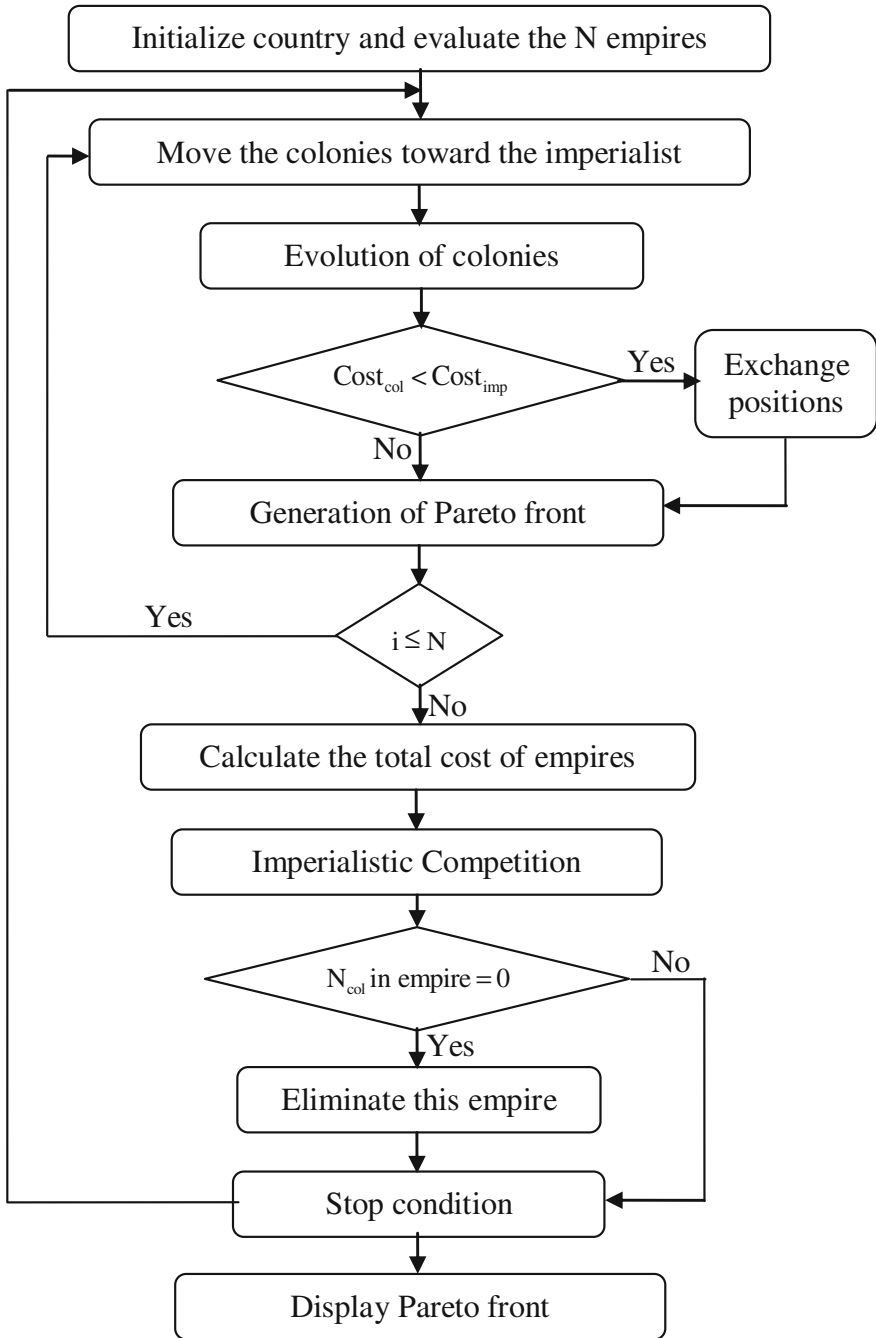 Initialize country and evaluate the N empires
Move the colonies toward the imperialist
Evolution of colonies
Cost_col < Cost_imp
Yes
Exchange
positions
No
Generation of Pareto front
Yes
i ≤ N
No
Calculate the total cost of empires
Imperialistic Competition
N_col in empire = 0
No
Yes
Eliminate this empire
Stop condition
Display Pareto front